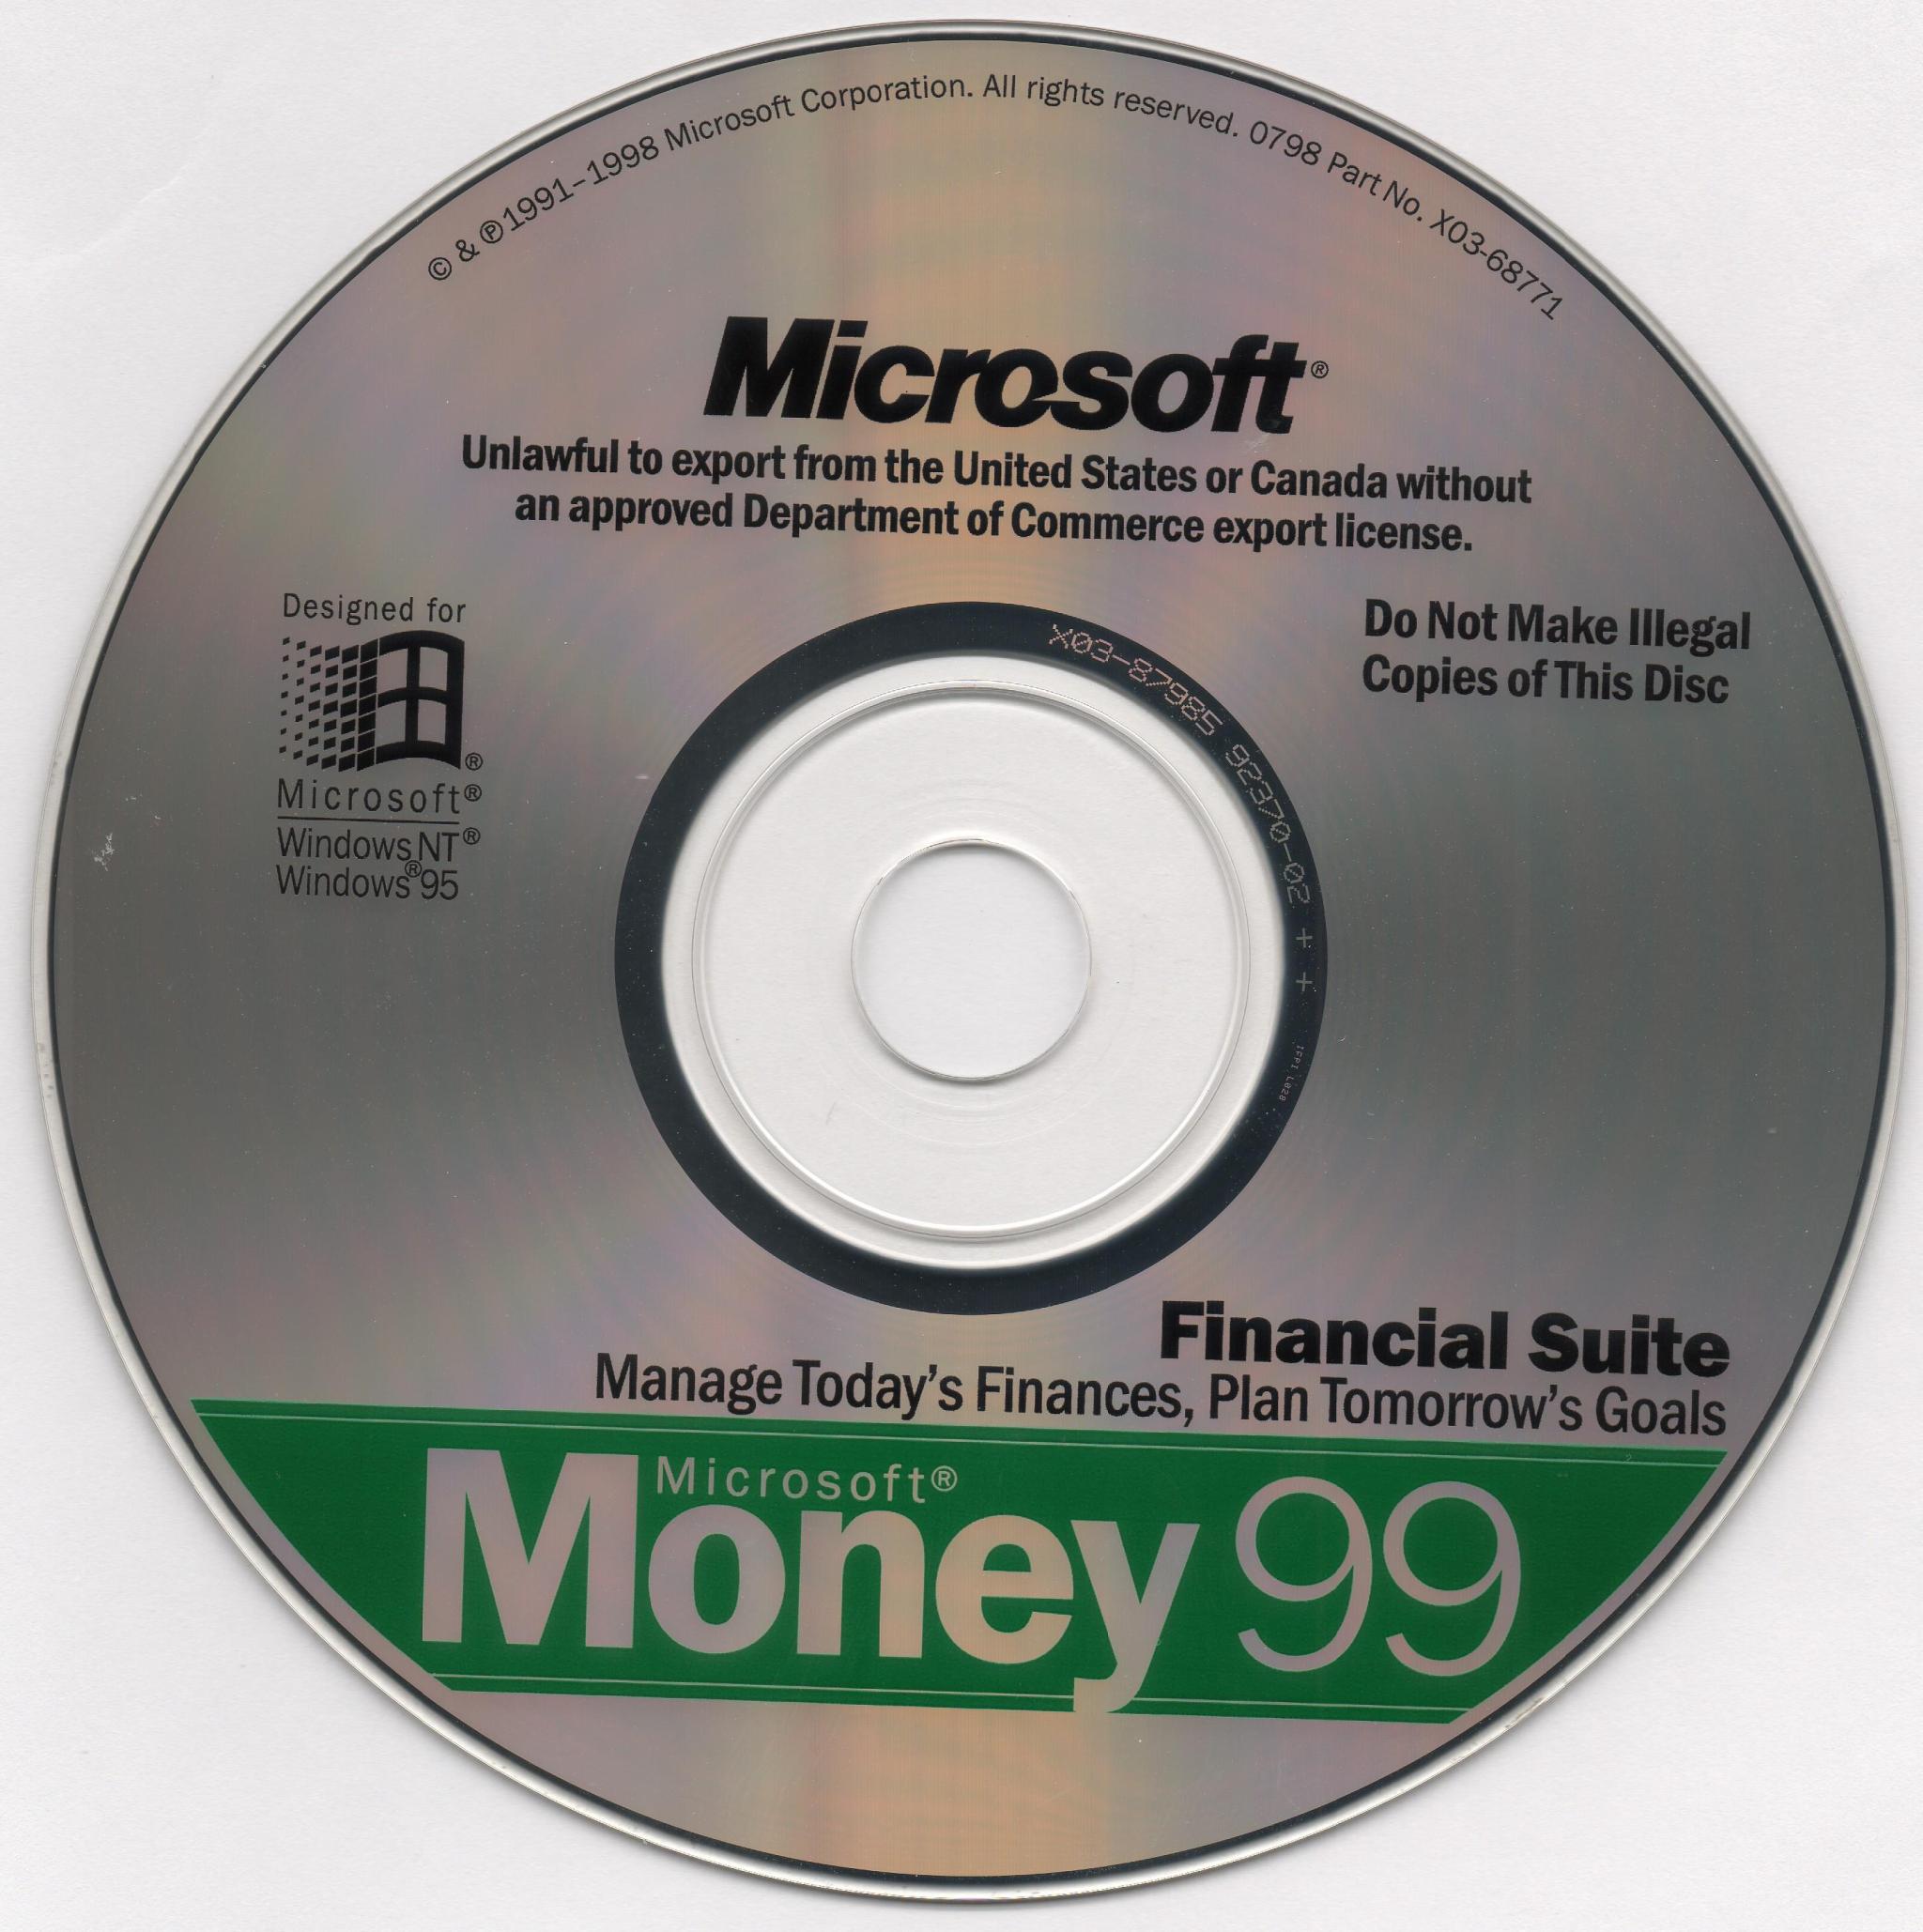 © & ℗ 1991–1998 Microsoft Corporation. All rights reserved. 0798 Part No. X03-68771
Microsoft®
Unlawful to export from the United States or Canada without
an approved Department of Commerce export license.
Designed for
®
Microsoft®
Windows NT®
Windows® 95
Do Not Make Illegal
Copies of This Disc
X03-87985 92370-02 + +
IFPI L028
Financial Suite
Manage Today's Finances, Plan Tomorrow's Goals
Microsoft®
Money 99